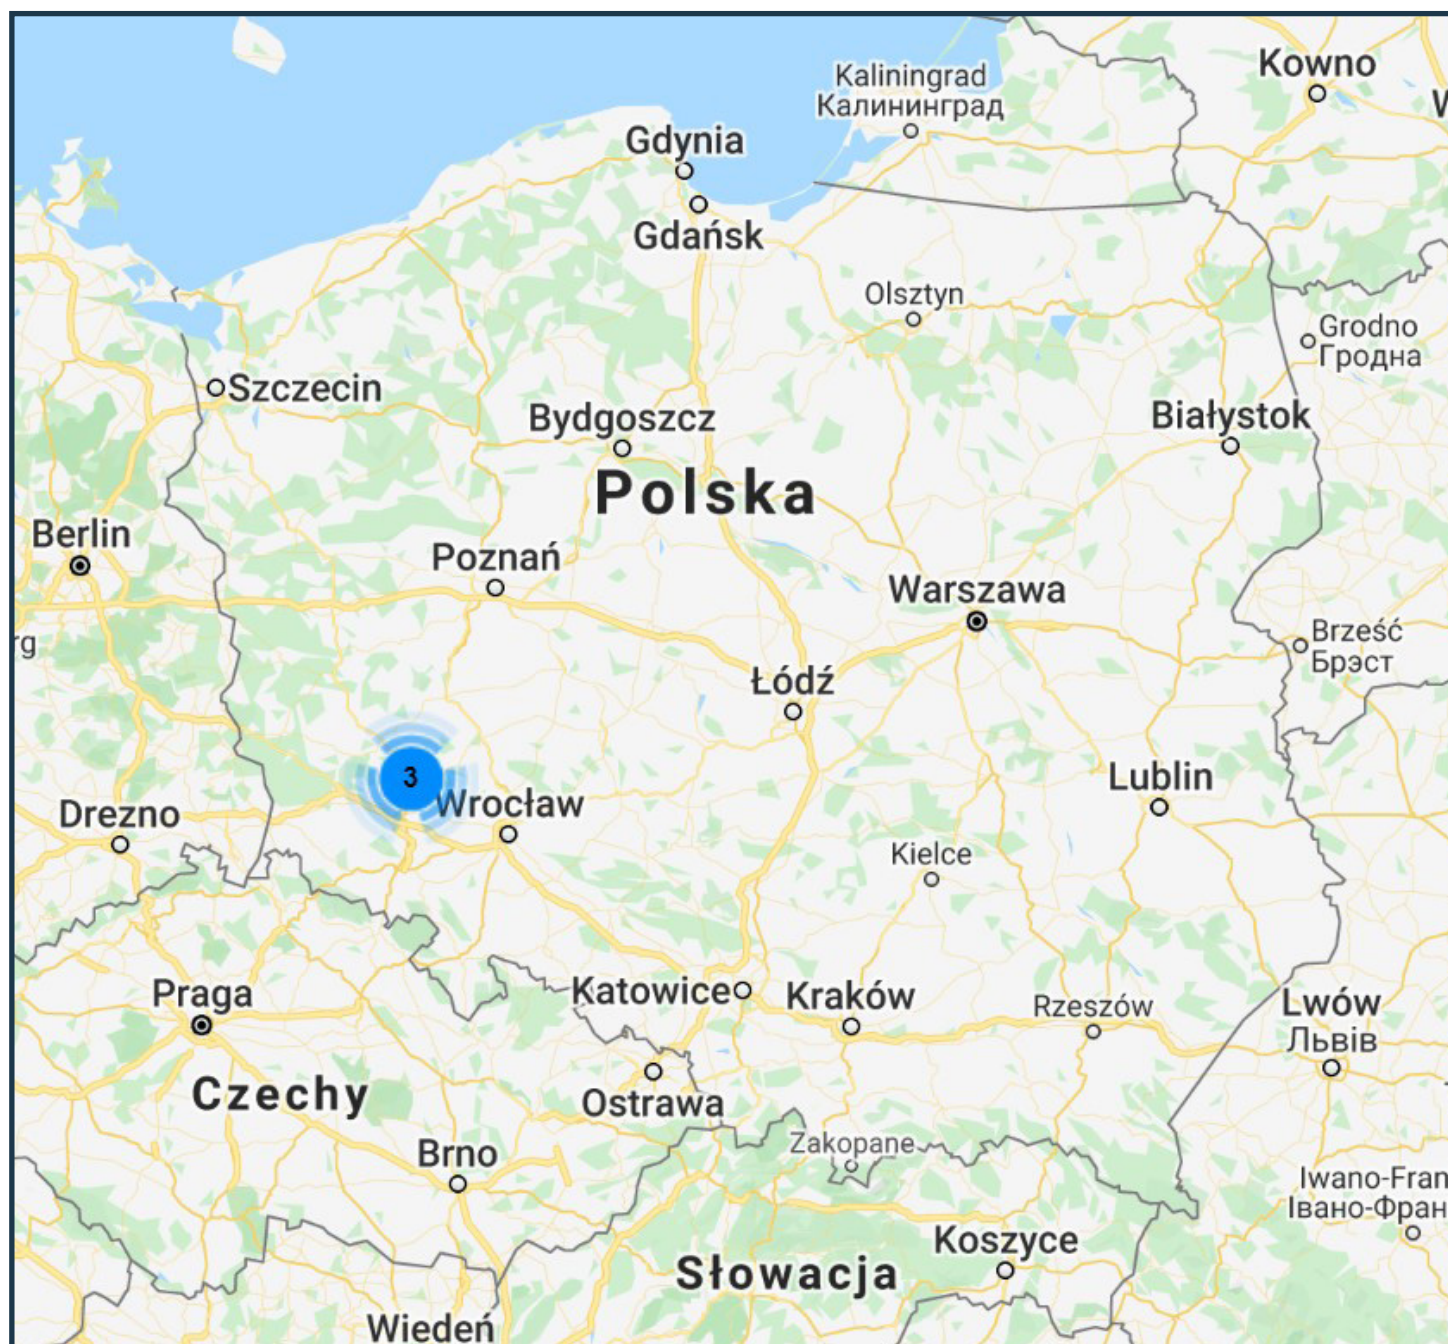 Kowno
Kaliningrad
Калининград
W
Gdynia
Gdańsk
Olsztyn
Grodno
Гродна
Szczecin
Bydgoszcz
Białystok
Polska
Berlin
Poznań
Warszawa
rg
Brześć
Брэст
Łódź
3
Wrocław
Lublin
Drezno
Kielce
Praga
Katowice
Kraków
Rzeszów
Lwów
Львів
Czechy
Ostrawa
Zakopane
Brno
Iwano-Fran
Івано-Фран
Koszyce
Słowacja
Wiedeń